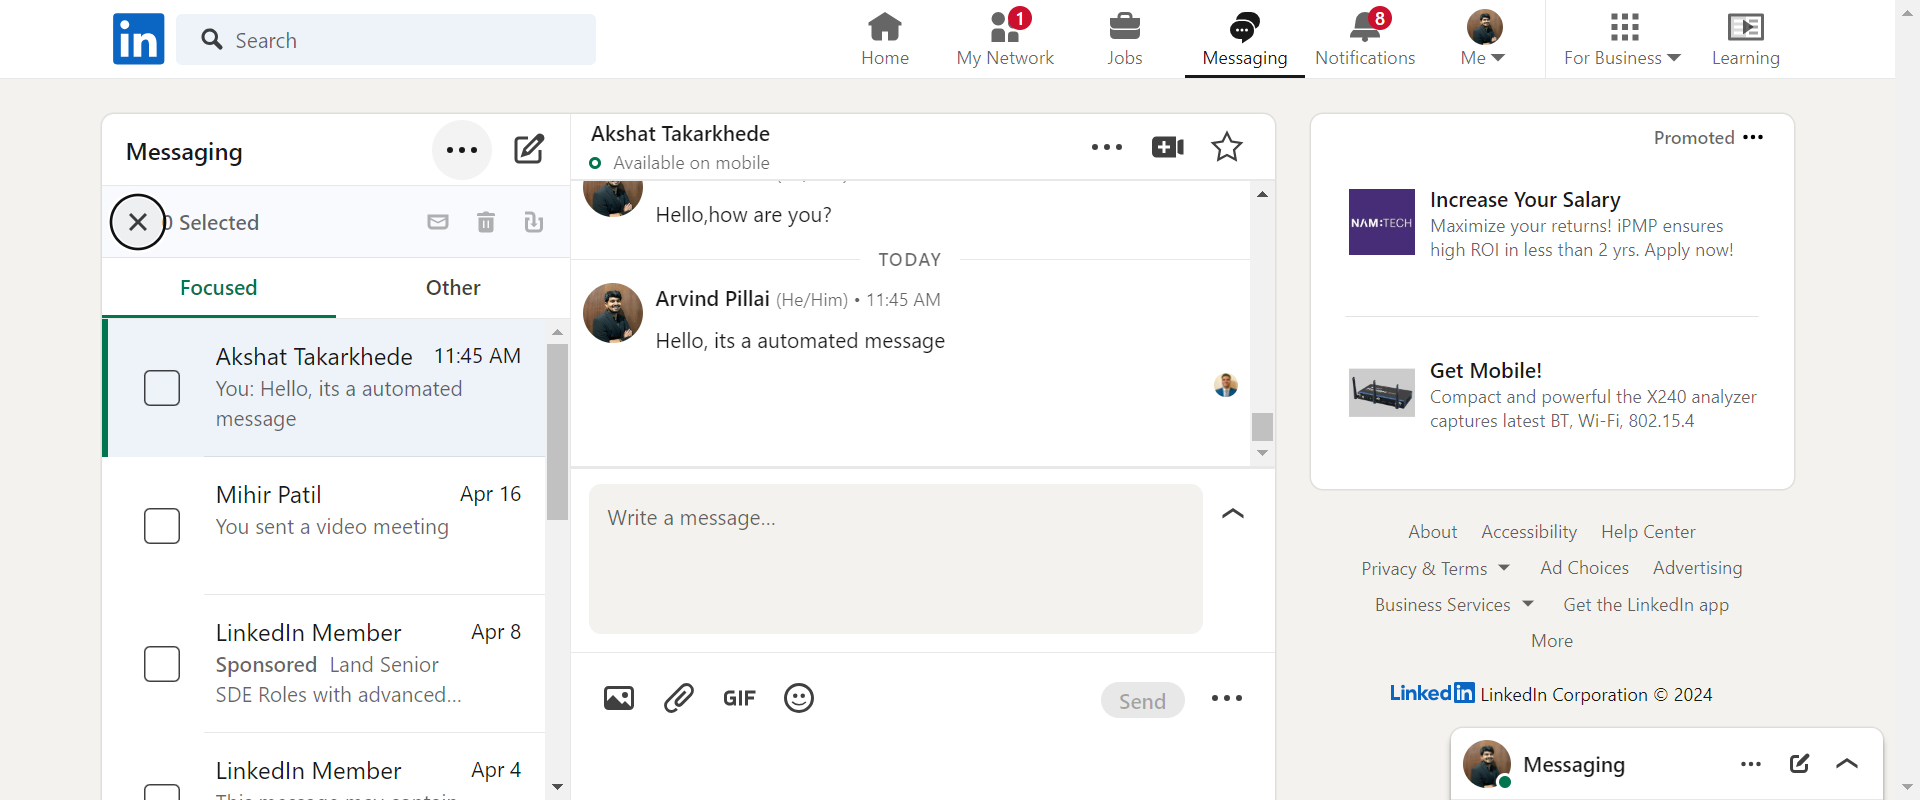 in
Search
Home
1
My Network
Jobs
Messaging
8
Notifications
Me
For Business
Learning
Messaging
0 Selected
Focused
Other
Akshat Takarkhede 11:45 AM
You: Hello, its a automated
message
Mihir Patil Apr 16
You sent a video meeting
LinkedIn Member Apr 8
Sponsored Land Senior
SDE Roles with advanced...
LinkedIn Member Apr 4
This message may contain
Akshat Takarkhede
Available on mobile
Hello,how are you?
TODAY
Arvind Pillai (He/Him) • 11:45 AM
Hello, its a automated message
Write a message...
GIF
Send
Promoted
NAM:TECH
Increase Your Salary
Maximize your returns! iPMP ensures
high ROI in less than 2 yrs. Apply now!
Get Mobile!
Compact and powerful the X240 analyzer
captures latest BT, Wi-Fi, 802.15.4
About Accessibility Help Center
Privacy & Terms Ad Choices Advertising
Business Services Get the LinkedIn app
More
LinkedIn LinkedIn Corporation © 2024
Messaging